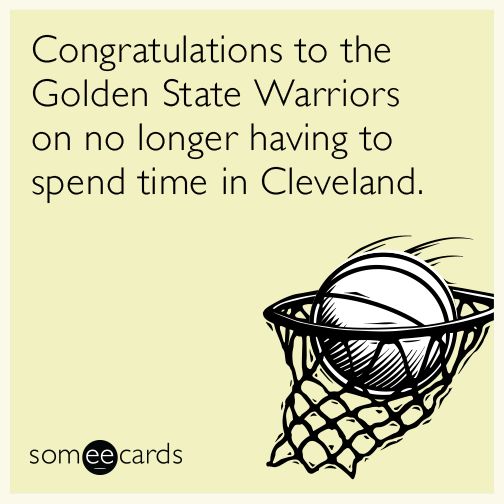 Congratulations to the
Golden State Warriors
on no longer having to
spend time in Cleveland.
someecards